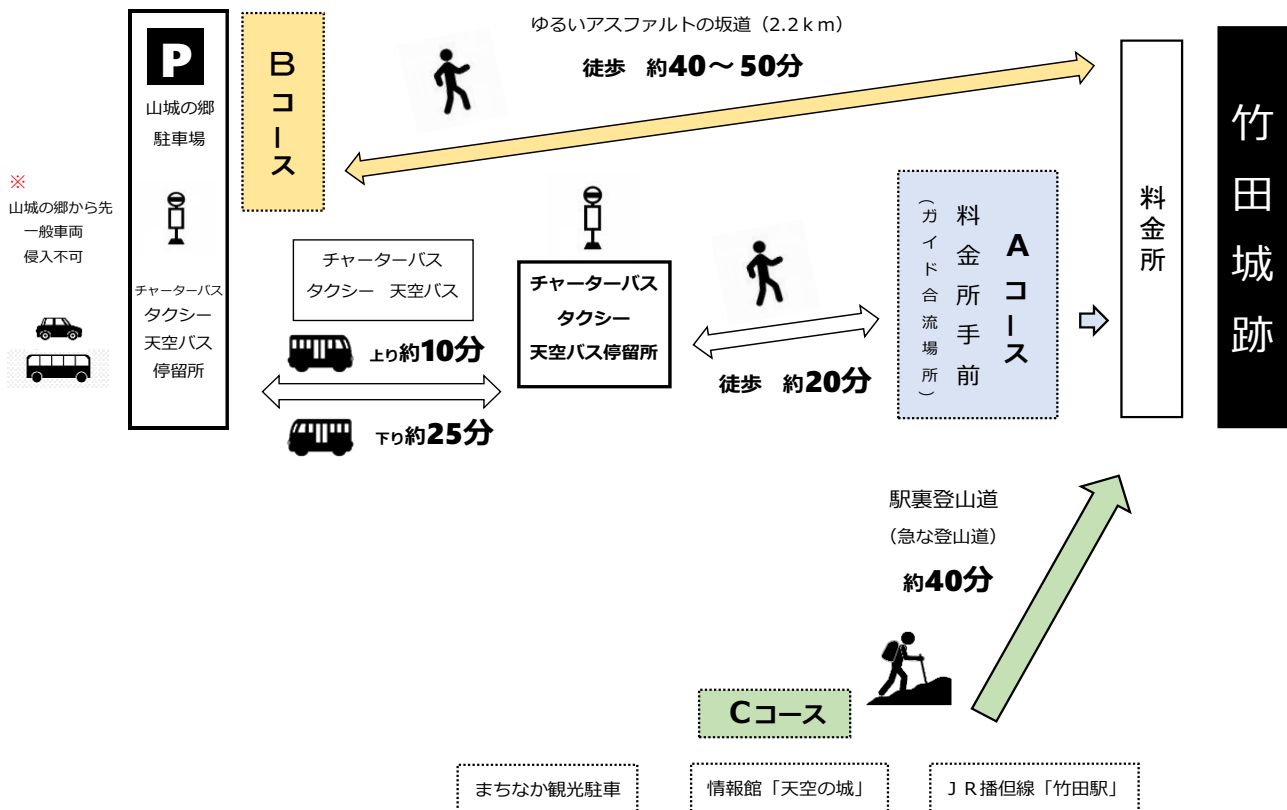 P
山城の郷
駐車場
チャーターバス
タクシー
天空バス
停留所
※
山城の郷から先
一般車両
侵入不可
Bコース
ゆるいアスファルトの坂道（2.2ｋｍ）
徒歩　約40～50分
チャーターバス
タクシー　天空バス
上り約10分
下り約25分
チャーターバス
タクシー
天空バス停留所
徒歩　約20分
Aコース
料金所手前
（ガイド合流場所）
料金所
竹田城跡
駅裏登山道
（急な登山道）
約40分
Cコース
まちなか観光駐車
情報館「天空の城」
ＪＲ播但線「竹田駅」